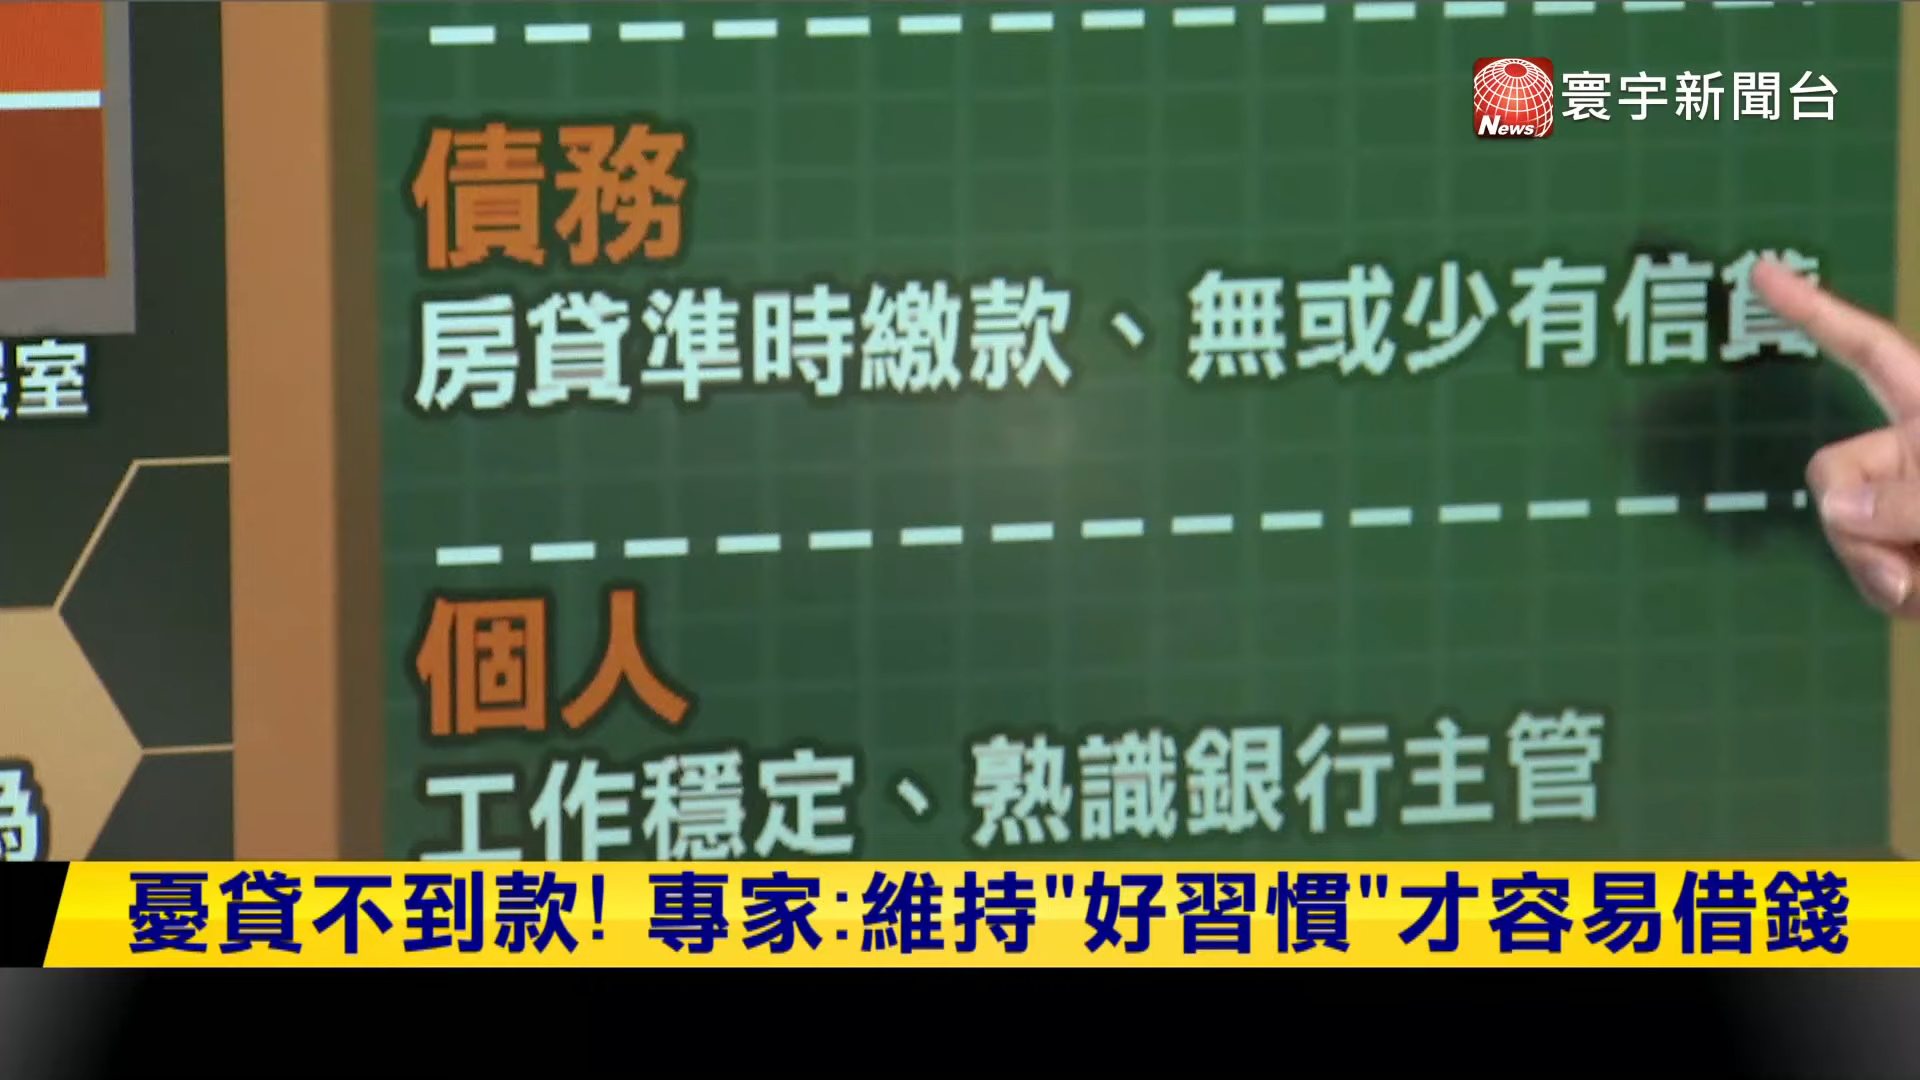 News 寰宇新聞台
債務
房貸準時繳款、無或少有信貸
室
個人
工作穩定、熟識銀行主管
憂貸不到款! 專家:維持"好習慣"才容易借錢